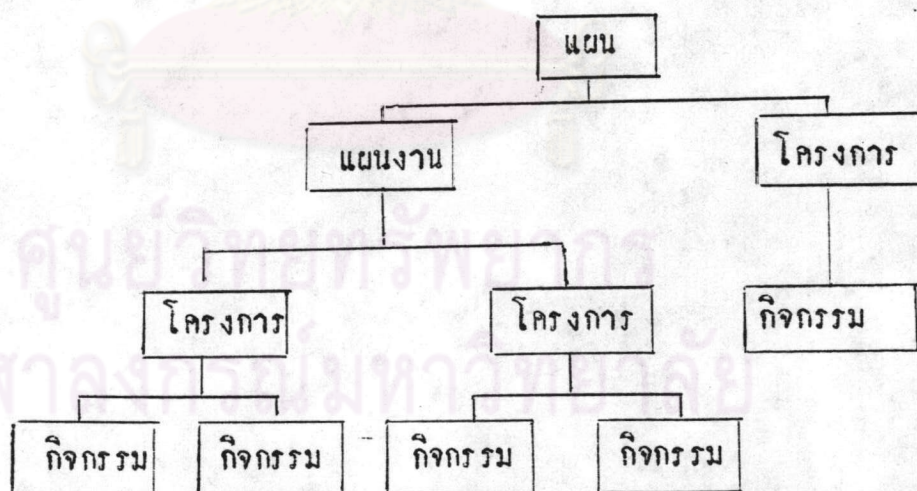 แผน
แผนงาน โครงการ
โครงการ โครงการ กิจกรรม
กิจกรรม กิจกรรม กิจกรรม กิจกรรม
ศูนย์วิทยทรัพยากร
าลงกรณ์มหาวิทยาลัย